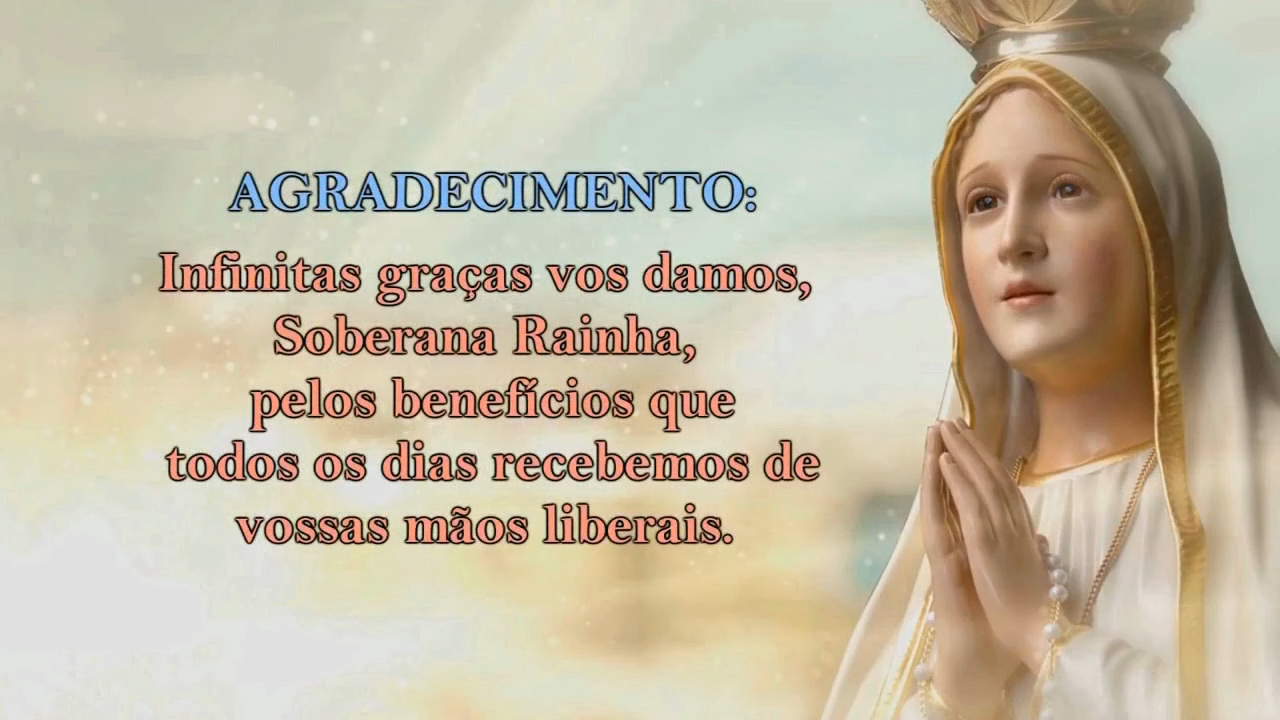 AGRADECIMENTO:
Infinitas graças vos damos,
Soberana Rainha,
pelos benefícios que
todos os dias recebemos de
vossas mãos liberais.